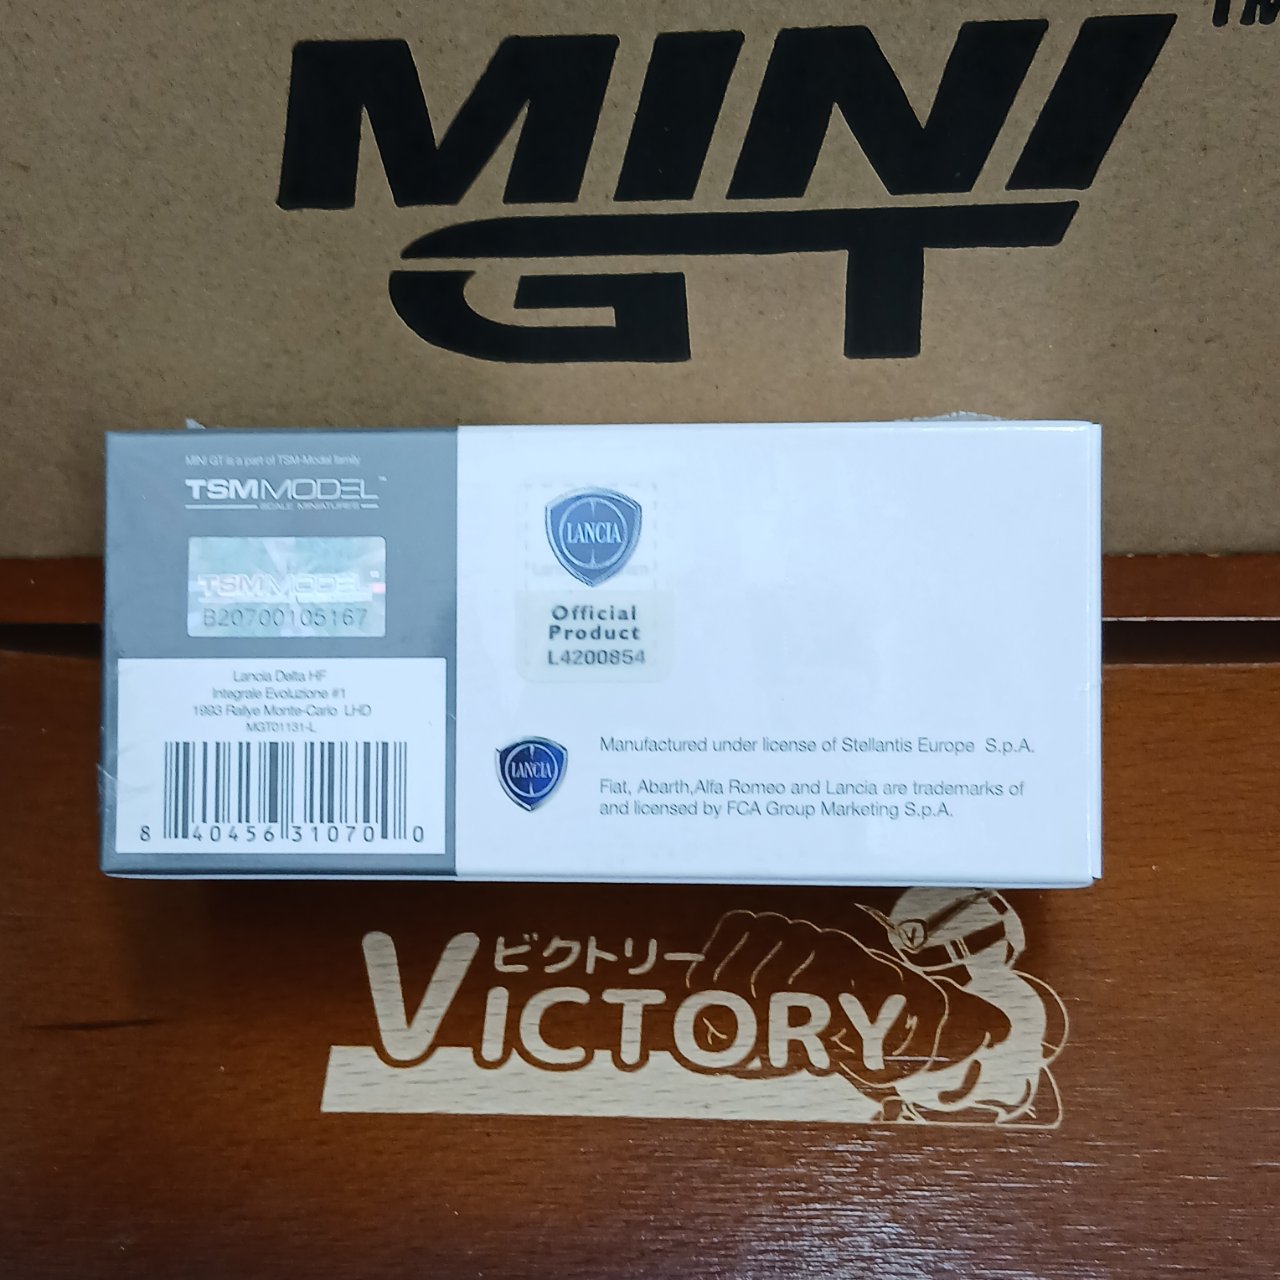 MINI
GT
TM
MINI GT is a part of TSM-Model family
TSMMODEL™
SCALE MINIATURES
TSMMODEL™
B20700105167
Lancia Delta HF
Integrale Evoluzione #1
1993 Rallye Monte-Carlo LHD
MGT01131-L
8 40456 31070 0
LANCIA
Official
Product
L4200854
LANCIA
Manufactured under license of Stellantis Europe S.p.A.
Fiat, Abarth,Alfa Romeo and Lancia are trademarks of
and licensed by FCA Group Marketing S.p.A.
ビクトリー
VICTORY
V